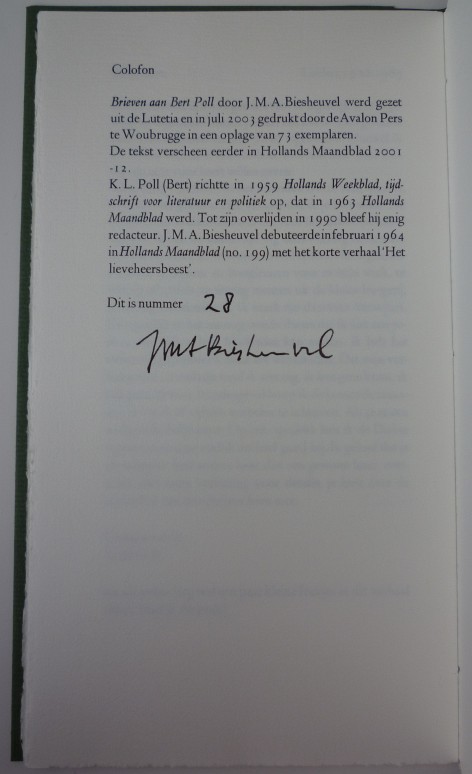 Colofon
Brieven aan Bert Poll door J. M. A. Biesheuvel werd gezet
uit de Lutetia en in juli 2003 gedrukt door de Avalon Pers
te Woubrugge in een oplage van 73 exemplaren.
De tekst verscheen eerder in Hollands Maandblad 2001
-12.
K. L. Poll (Bert) richtte in 1959 Hollands Weekblad, tijd-
schrift voor literatuur en politiek op, dat in 1963 Hollands
Maandblad werd. Tot zijn overlijden in 1990 bleef hij enig
redacteur. J. M. A. Biesheuvel debuteerde in februari 1964
in Hollands Maandblad (no. 199) met het korte verhaal 'Het
lieveheersbeest'.
Dit is nummer 28
JMA Biesheuvel